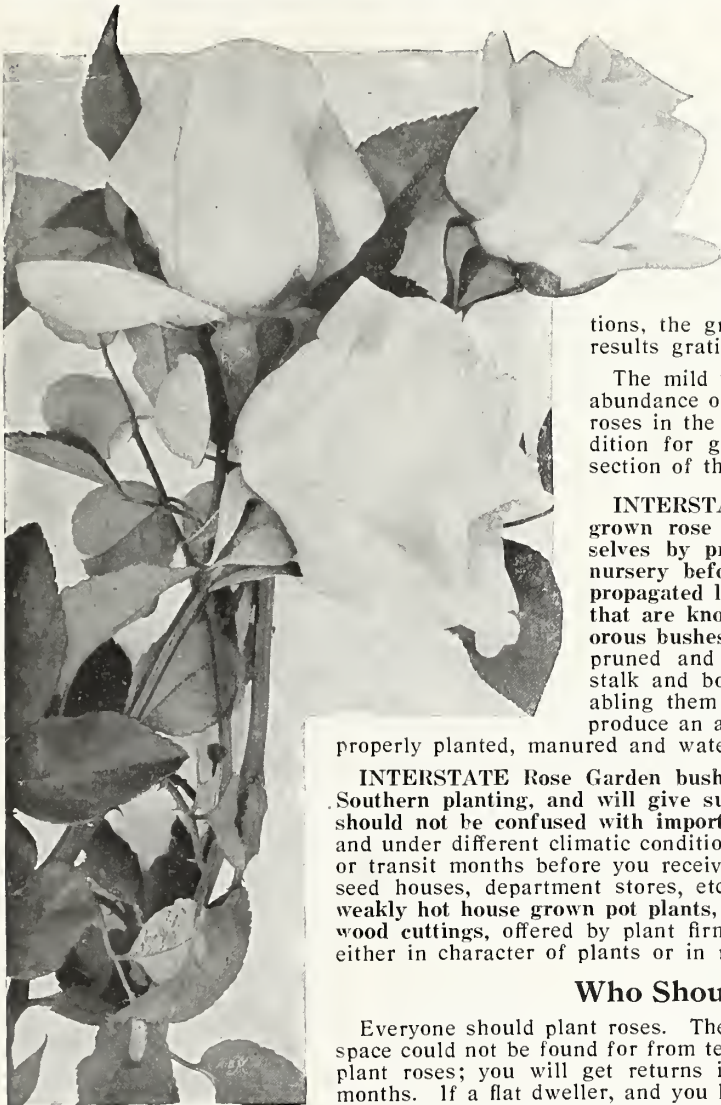 tions, the gr
results grati
The mild
abundance o
roses in the
dition for g
section of th
INTERSTA
grown rose
selves by pr
nursery befo
propagated l
that are kno
orous bushes
pruned and
stalk and bo
abling them
produce an a
properly planted, manured and wate
INTERSTATE Rose Garden bush
Southern planting, and will give su
should not be confused with import
and under different climatic conditio
or transit months before you receiv
seed houses, department stores, etc
weakly hot house grown pot plants,
wood cuttings, offered by plant firm
either in character of plants or in r
Who Shou
Everyone should plant roses. The
space could not be found for from te
plant roses; you will get returns i
months. If a flat dweller, and you l